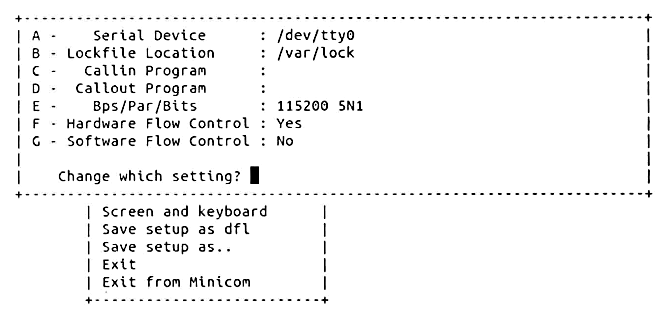 A - Serial Device : /dev/tty0
B - Lockfile Location : /var/lock
C - Callin Program :
D - Callout Program :
E - Bps/Par/Bits : 115200 5N1
F - Hardware Flow Control : Yes
G - Software Flow Control : No
Change which setting?
Screen and keyboard
Save setup as dfl
Save setup as..
Exit
Exit from Minicom